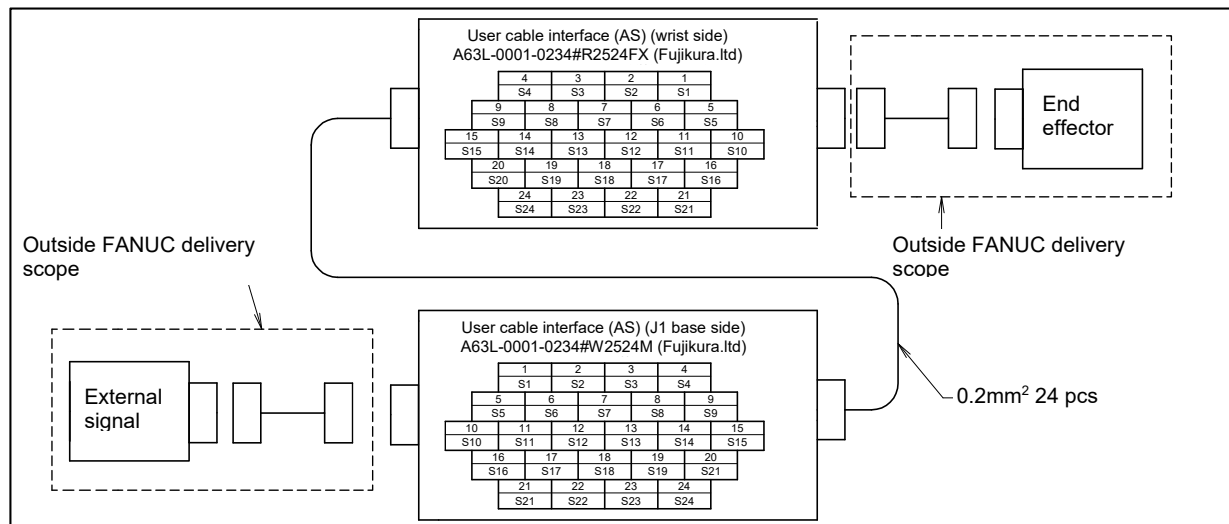 User cable interface (AS) (wrist side)
A63L-0001-0234#R2524FX (Fujikura.ltd)
4 3 2 1
S4 S3 S2 S1
9 8 7 6 5
S9 S8 S7 S6 S5
15 14 13 12 11 10
S15 S14 S13 S12 S11 S10
20 19 18 17 16
S20 S19 S18 S17 S16
24 23 22 21
S24 S23 S22 S21
End
effector
Outside FANUC delivery
scope
Outside FANUC delivery
scope
User cable interface (AS) (J1 base side)
A63L-0001-0234#W2524M (Fujikura.ltd)
1 2 3 4
S1 S2 S3 S4
5 6 7 8 9
S5 S6 S7 S8 S9
10 11 12 13 14 15
S10 S11 S12 S13 S14 S15
16 17 18 19 20
S16 S17 S18 S19 S21
21 22 23 24
S21 S22 S23 S24
External
signal
0.2mm² 24 pcs